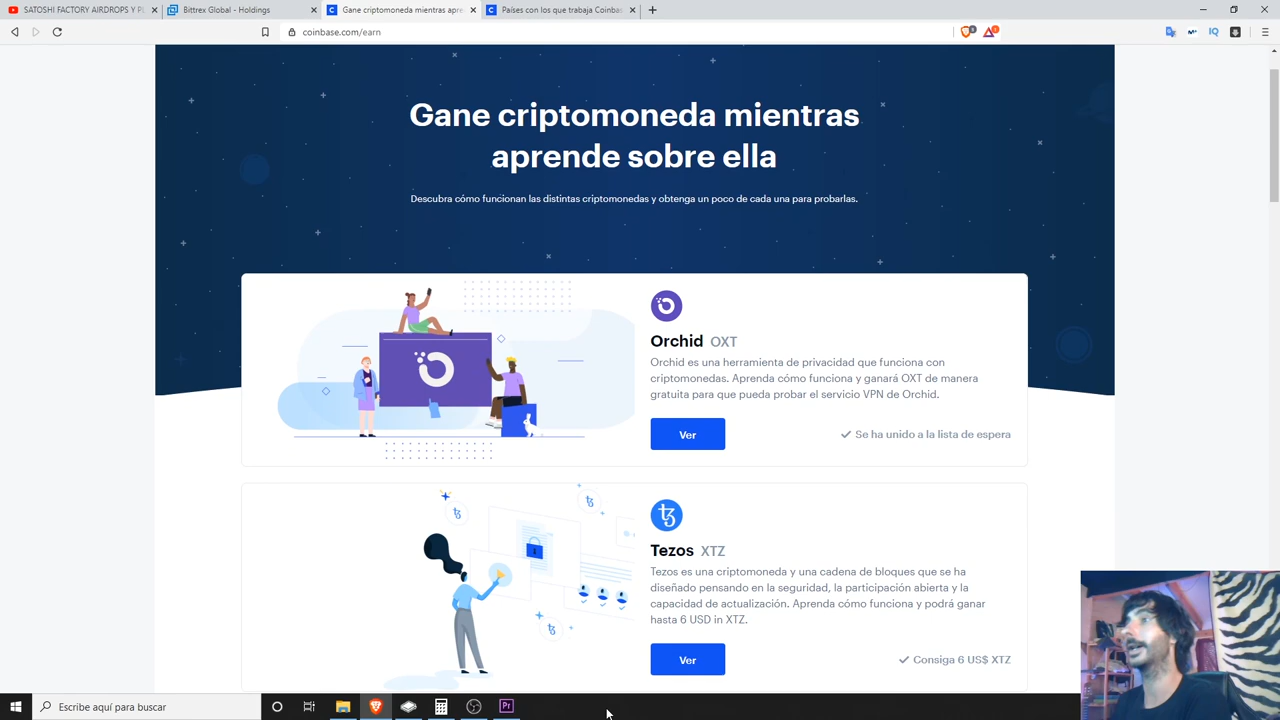 SATOSHI FACTORY AIRDROPS Y P
Bittrex Global - Holdings
Gane criptomoneda mientras apre
Países con los que trabaja Coinbas
coinbase.com/earn
Gane criptomoneda mientras
aprende sobre ella
Descubra cómo funcionan las distintas criptomonedas y obtenga un poco de cada una para probarlas.
Orchid OXT
Orchid es una herramienta de privacidad que funciona con
criptomonedas. Aprenda cómo funciona y ganará OXT de manera
gratuita para que pueda probar el servicio VPN de Orchid.
Ver
Se ha unido a la lista de espera
Tezos XTZ
Tezos es una criptomoneda y una cadena de bloques que se ha
diseñado pensando en la seguridad, la participación abierta y la
capacidad de actualización. Aprenda cómo funciona y podrá ganar
hasta 6 USD in XTZ.
Ver
Consiga 6 US$ XTZ
Escribe aquí para buscar
Pr